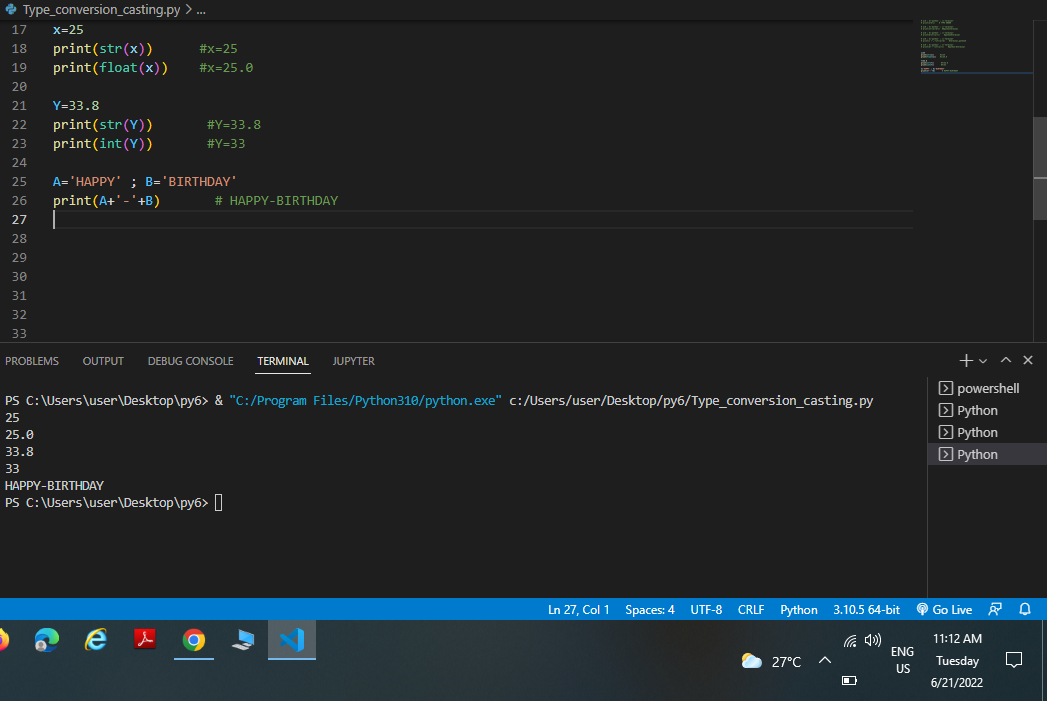 Type_conversion_casting.py > ...
17 x=25
18 print(str(x)) #x=25
19 print(float(x)) #x=25.0
20
21 Y=33.8
22 print(str(Y)) #Y=33.8
23 print(int(Y)) #Y=33
24
25 A='HAPPY' ; B='BIRTHDAY'
26 print(A+'-'+B) # HAPPY-BIRTHDAY
27
28
29
30
31
32
33
PROBLEMS OUTPUT DEBUG CONSOLE TERMINAL JUPYTER
PS C:\Users\user\Desktop\py6> & "C:/Program Files/Python310/python.exe" c:/Users/user/Desktop/py6/Type_conversion_casting.py
25
25.0
33.8
33
HAPPY-BIRTHDAY
PS C:\Users\user\Desktop\py6>
powershell
Python
Python
Python
Ln 27, Col 1 Spaces: 4 UTF-8 CRLF Python 3.10.5 64-bit Go Live
27°C
ENG
US
11:12 AM
Tuesday
6/21/2022